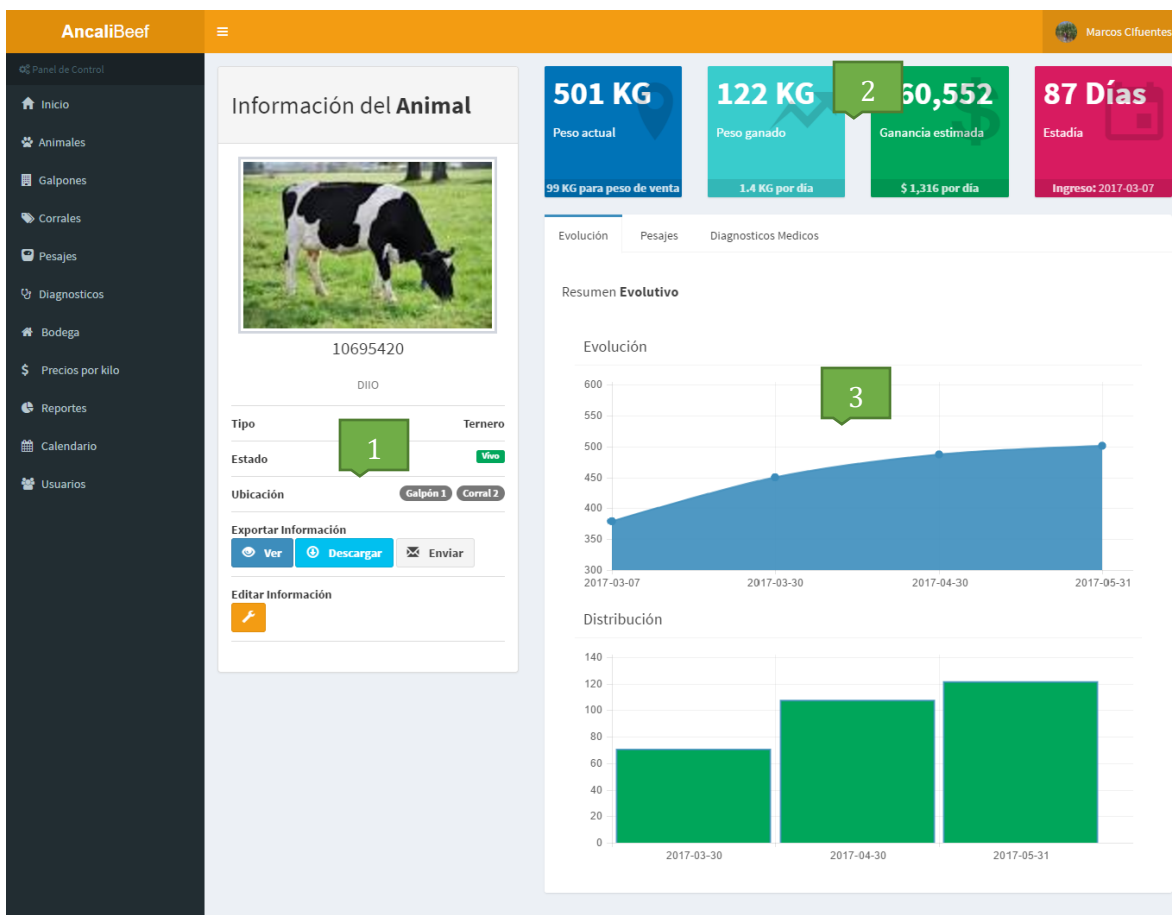 AncaliBeef
Marcos CIfuentes
Panel de Control
Inicio
Animales
Galpones
Corrales
Pesajes
Diagnosticos
Bodega
$ Precios por kilo
Reportes
Calendario
Usuarios
Información del Animal
10695420
DIIO
Tipo Ternero
Estado Vivo
Ubicación Galpón 1 Corral 2
Exportar Información
Ver Descargar Enviar
Editar Información
1
501 KG
Peso actual
99 KG para peso de venta
122 KG
Peso ganado
1.4 KG por día
2
60,552
Ganancia estimada
$ 1,316 por día
87 Días
Estadía
Ingreso: 2017-03-07
Evolución Pesajes Diagnosticos Medicos
Resumen Evolutivo
Evolución
3
600
550
500
450
400
350
300
2017-03-07 2017-03-30 2017-04-30 2017-05-31
Distribución
140
120
100
80
60
40
20
0
2017-03-30 2017-04-30 2017-05-31